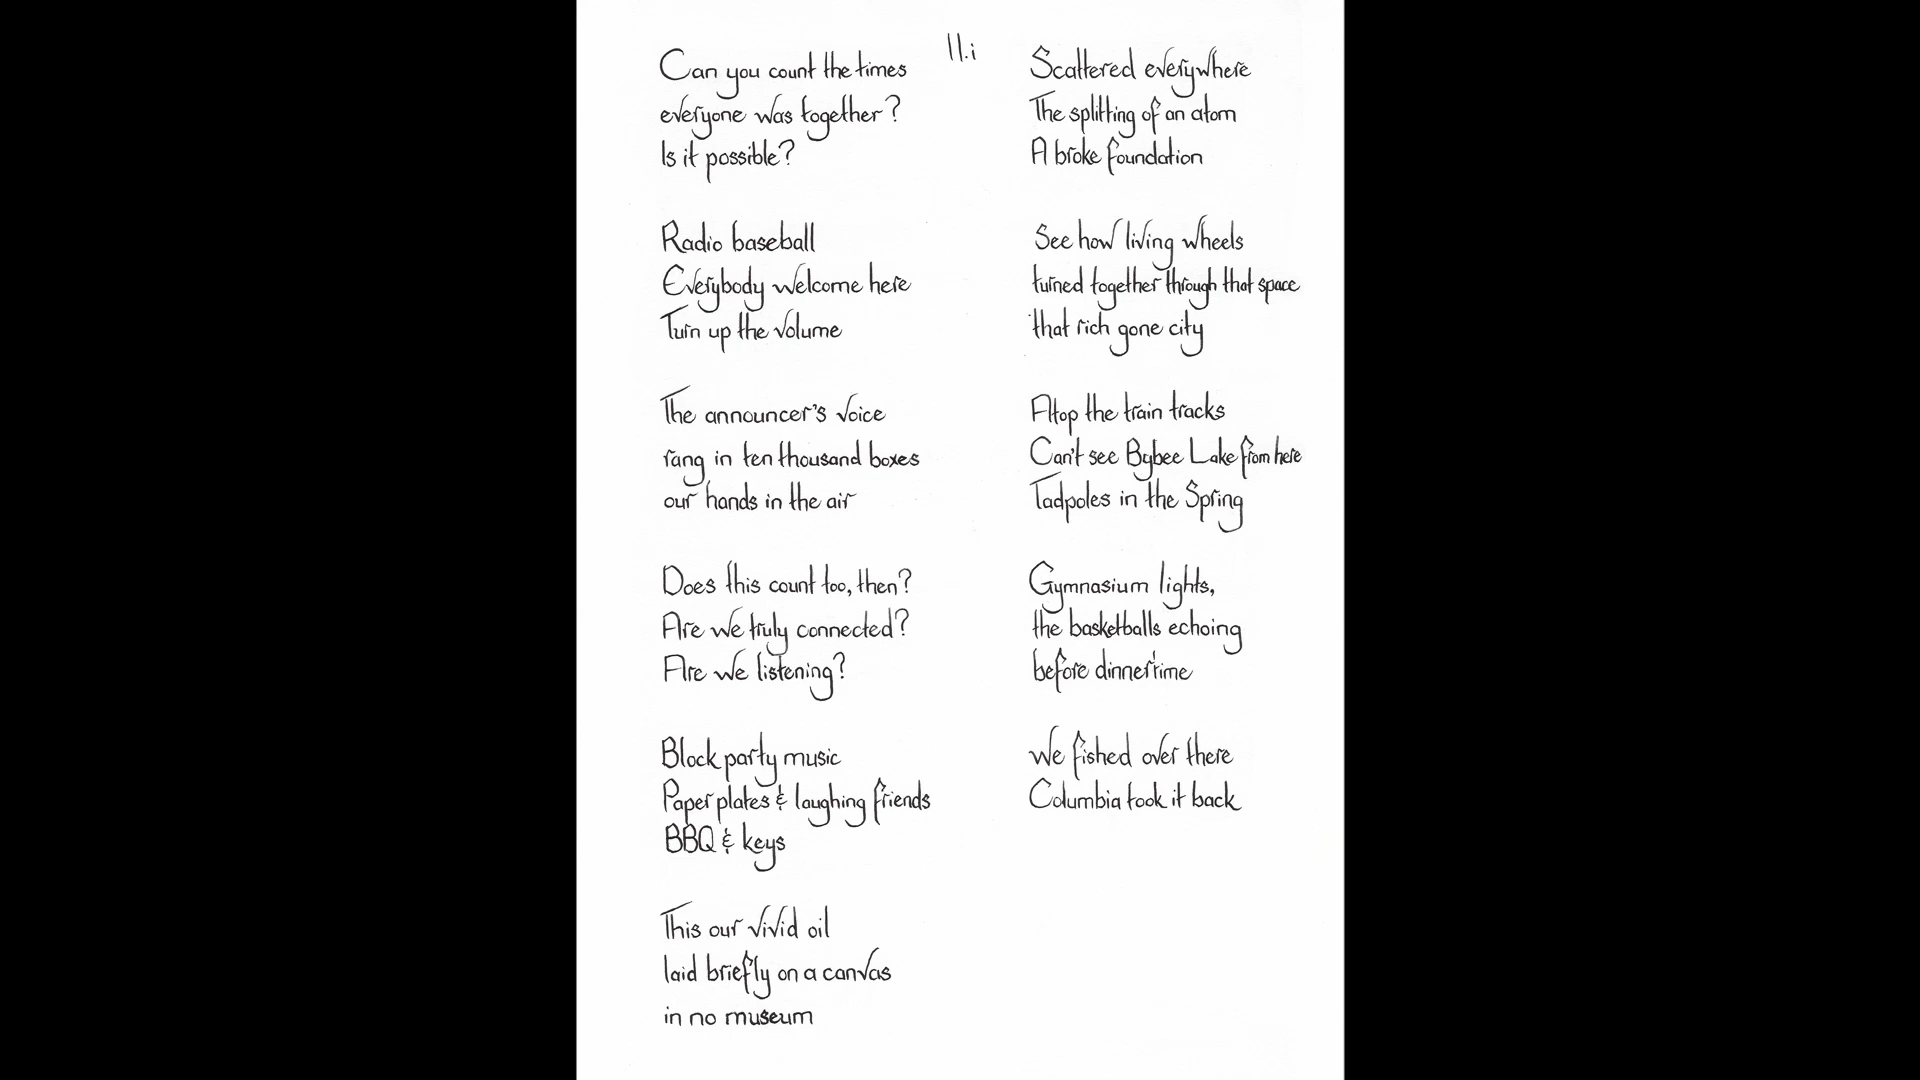 11.i
Can you count the times
everyone was together?
Is it possible?
Radio baseball
Everybody welcome here
Turn up the volume
The announcer's voice
rang in ten thousand boxes
our hands in the air
Does this count too, then?
Are we truly connected?
Are we listening?
Block party music
Paper plates & laughing friends
BBQ & keys
This our vivid oil
laid briefly on a canvas
in no museum
Scattered everywhere
The splitting of an atom
A broke foundation
See how living wheels
turned together through that space
that rich gone city
Atop the train tracks
Can't see Bybee Lake from here
Tadpoles in the Spring
Gymnasium lights,
the basketballs echoing
before dinnertime
We fished over there
Columbia took it back